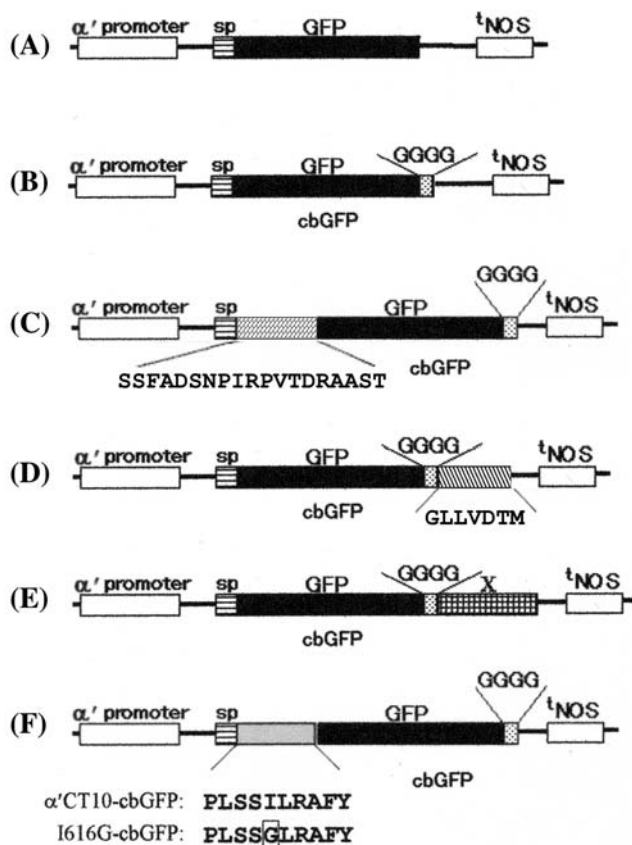 (A) α' promoter sp GFP tNOS
(B) α' promoter sp GFP GGGG tNOS
cbGFP
(C) α' promoter sp GFP GGGG tNOS
cbGFP
SSFADSNPIRPVTDRAAST
(D) α' promoter sp GFP GGGG tNOS
cbGFP
GLLVDTM
(E) α' promoter sp GFP GGGG X tNOS
cbGFP
(F) α' promoter sp GFP GGGG tNOS
cbGFP
α'CT10-cbGFP: PLSSILRAFY
I616G-cbGFP: PLSSGLRAFY